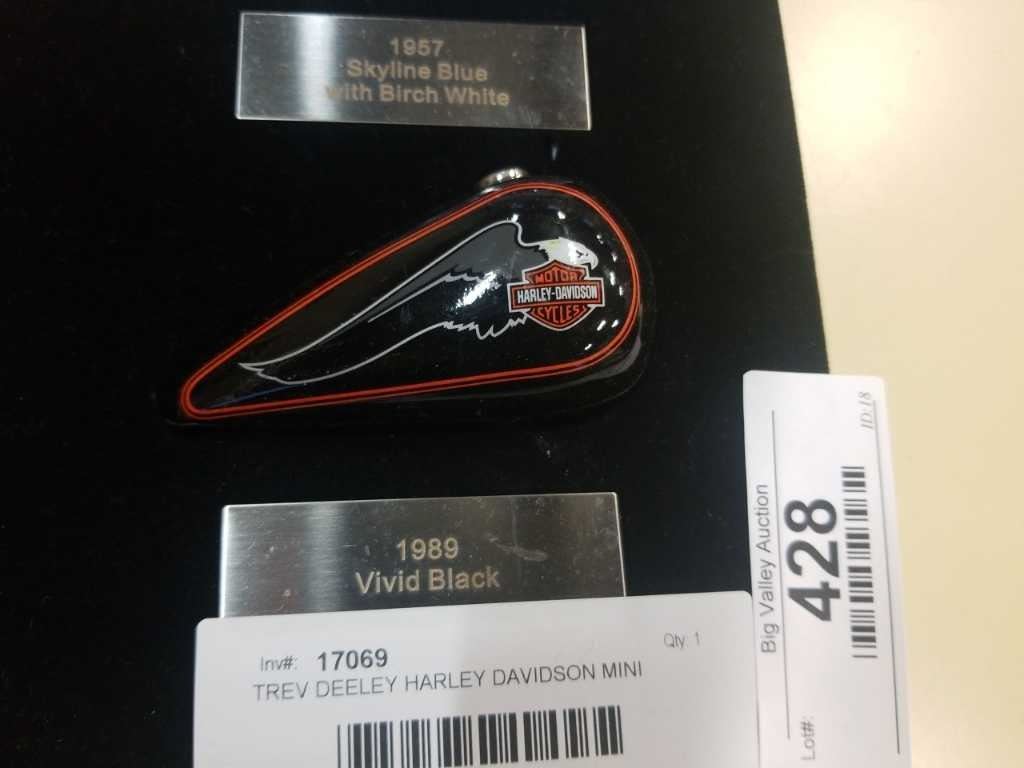 1957
Skyline Blue
with Birch White
MOTOR
HARLEY-DAVIDSON
CYCLES
1989
Vivid Black
Inv#: 17069
Qty: 1
TREV DEELEY HARLEY DAVIDSON MINI
Big Valley Auction
Lot#:
428
ID:18